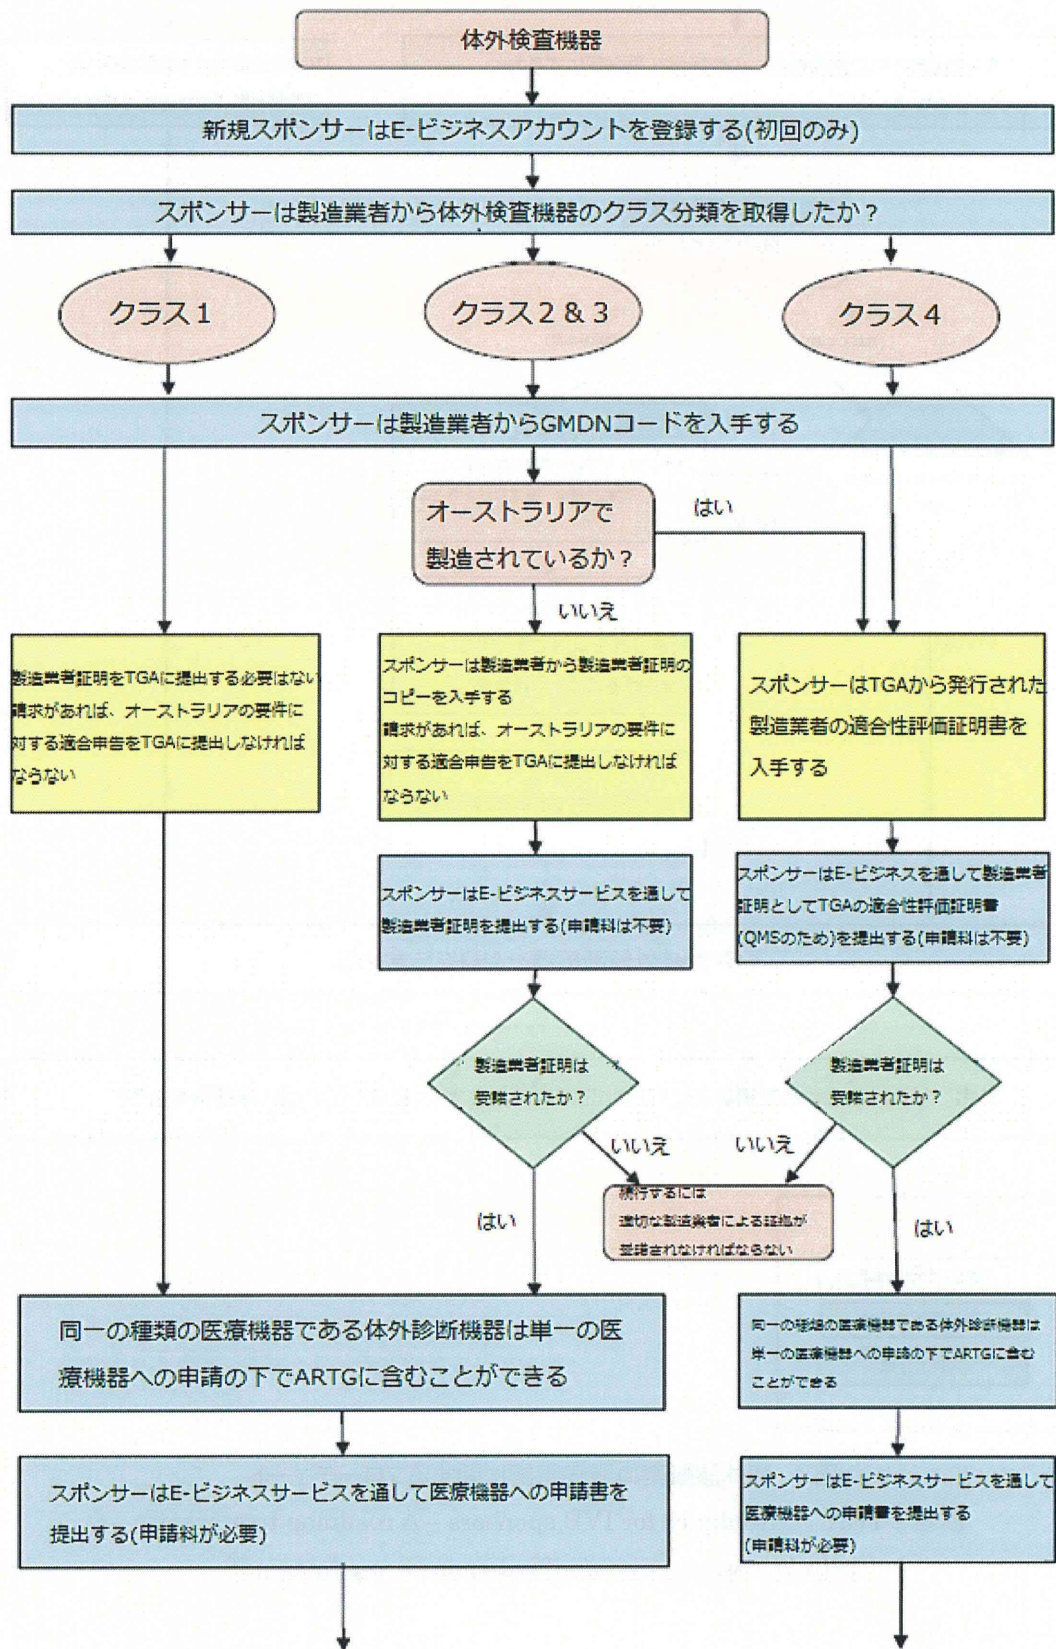 体外検査機器
新規スポンサーはE-ビジネスアカウントを登録する(初回のみ)
スポンサーは製造業者から体外検査機器のクラス分類を取得したか？
クラス１
クラス２＆３
クラス４
スポンサーは製造業者からGMDNコードを入手する
オーストラリアで
製造されているか？
はい
いいえ
製造業者証明をTGAに提出する必要はない
請求があれば、オーストラリアの要件に
対する適合申告をTGAに提出しなければ
ならない
スポンサーは製造業者から製造業者証明の
コピーを入手する
請求があれば、オーストラリアの要件に
対する適合申告をTGAに提出しなければ
ならない
スポンサーはTGAから発行された
製造業者の適合性評価証明書を
入手する
スポンサーはE-ビジネスサービスを通して
製造業者証明を提出する(申請料は不要)
スポンサーはE-ビジネスを通して製造業者
証明としてTGAの適合性評価証明書
(QMSのため)を提出する(申請料は不要)
製造業者証明は
受諾されたか？
製造業者証明は
受諾されたか？
いいえ
いいえ
続行するには
適切な製造業者による証拠が
受諾されなければならない
はい
はい
同一の種類の医療機器である体外診断機器は単一の医
療機器への申請の下でARTGに含むことができる
同一の種類の医療機器である体外診断機器は
単一の医療機器への申請の下でARTGに含む
ことができる
スポンサーはE-ビジネスサービスを通して医療機器への申請書を
提出する(申請料が必要)
スポンサーはE-ビジネスサービスを通して
医療機器への申請書を提出する
(申請料が必要)